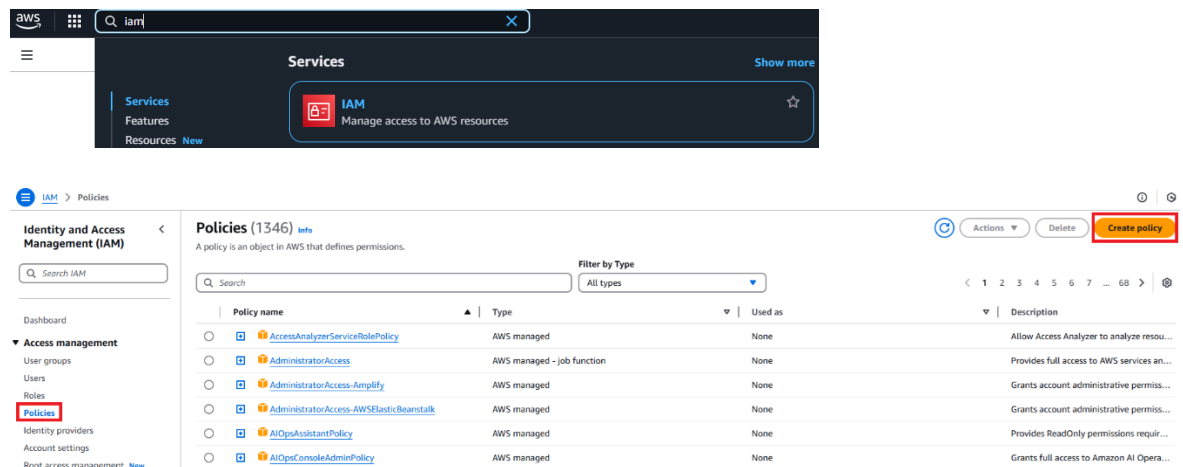 aws
iam
Services
Show more
Services
Features
Resources New
IAM
Manage access to AWS resources
IAM > Policies
Identity and Access
Management (IAM)
Search IAM
Dashboard
Access management
User groups
Users
Roles
Policies
Identity providers
Account settings
Root access management New
Policies (1346) Info
A policy is an object in AWS that defines permissions.
Actions
Delete
Create policy
Filter by Type
Search
All types
1 2 3 4 5 6 7 ... 68
Policy name Type Used as Description
AccessAnalyzerServiceRolePolicy AWS managed None Allow Access Analyzer to analyze resou...
AdministratorAccess AWS managed - job function None Provides full access to AWS services an...
AdministratorAccess-Amplify AWS managed None Grants account administrative permiss...
AdministratorAccess-AWSElasticBeanstalk AWS managed None Grants account administrative permiss...
AIOpsAssistantPolicy AWS managed None Provides ReadOnly permissions requir...
AIOpsConsoleAdminPolicy AWS managed None Grants full access to Amazon AI Opera...